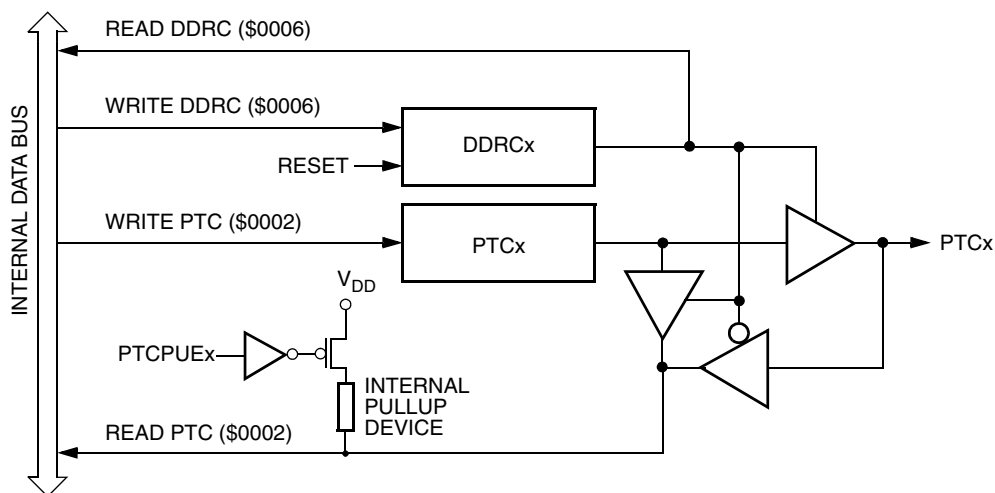 READ DDRC ($0006)
WRITE DDRC ($0006)
DDRCx
RESET
INTERNAL DATA BUS
WRITE PTC ($0002)
PTCx
PTCx
VDD
PTCPUEx
INTERNAL
PULLUP
DEVICE
READ PTC ($0002)